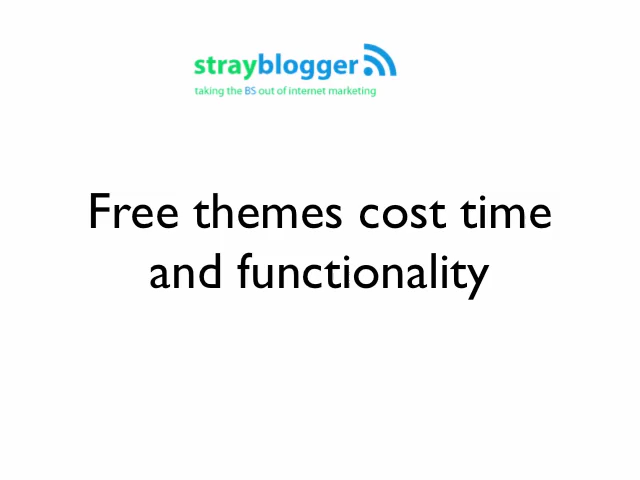 strayblogger
taking the BS out of internet marketing
Free themes cost time
and functionality